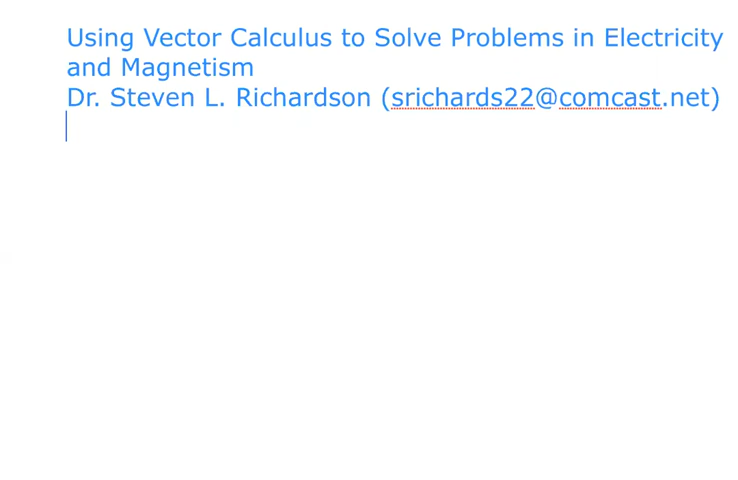 Using Vector Calculus to Solve Problems in Electricity
and Magnetism
Dr. Steven L. Richardson (srichards22@comcast.net)